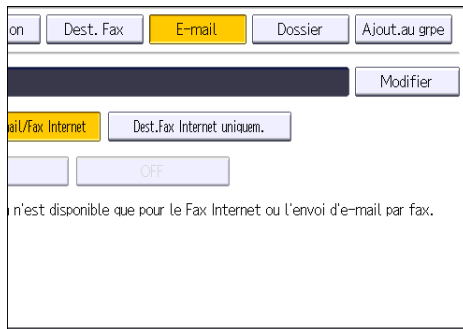 on Dest. Fax E-mail Dossier Ajout.au grpe
Modifier
ail/Fax Internet Dest.Fax Internet uniquem.
OFF
n'est disponible que pour le Fax Internet ou l'envoi d'e-mail par fax.